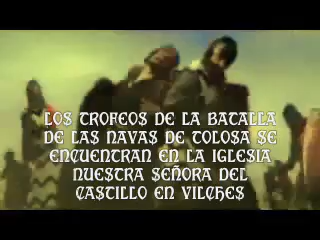 LOS TROFEOS DE LA BATALLA
DE LAS NAVAS DE TOLOSA SE
ENCUENTRAN EN LA IGLESIA
NUESTRA SEÑORA DEL
CASTILLO EN VILCHES